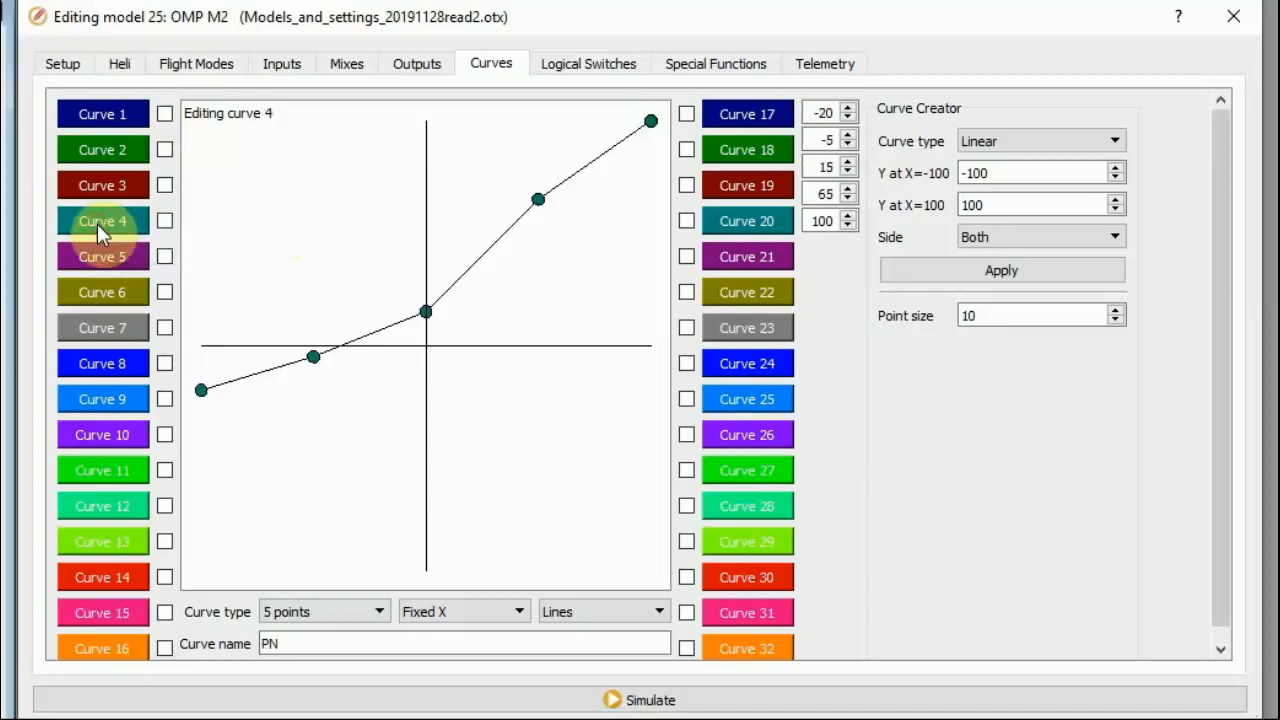 Editing model 25: OMP M2 (Models_and_settings_20191128read2.otx)
?
Setup Heli Flight Modes Inputs Mixes Outputs Curves Logical Switches Special Functions Telemetry
Editing curve 4
Curve 1
Curve 2
Curve 3
Curve 4
Curve 5
Curve 6
Curve 7
Curve 8
Curve 9
Curve 10
Curve 11
Curve 12
Curve 13
Curve 14
Curve 15
Curve 16
Curve type 5 points Fixed X Lines
Curve name PN
Curve 17
Curve 18
Curve 19
Curve 20
Curve 21
Curve 22
Curve 23
Curve 24
Curve 25
Curve 26
Curve 27
Curve 28
Curve 29
Curve 30
Curve 31
Curve 32
-20
-5
15
65
100
Curve Creator
Curve type Linear
Y at X=-100 -100
Y at X=100 100
Side Both
Apply
Point size 10
Simulate